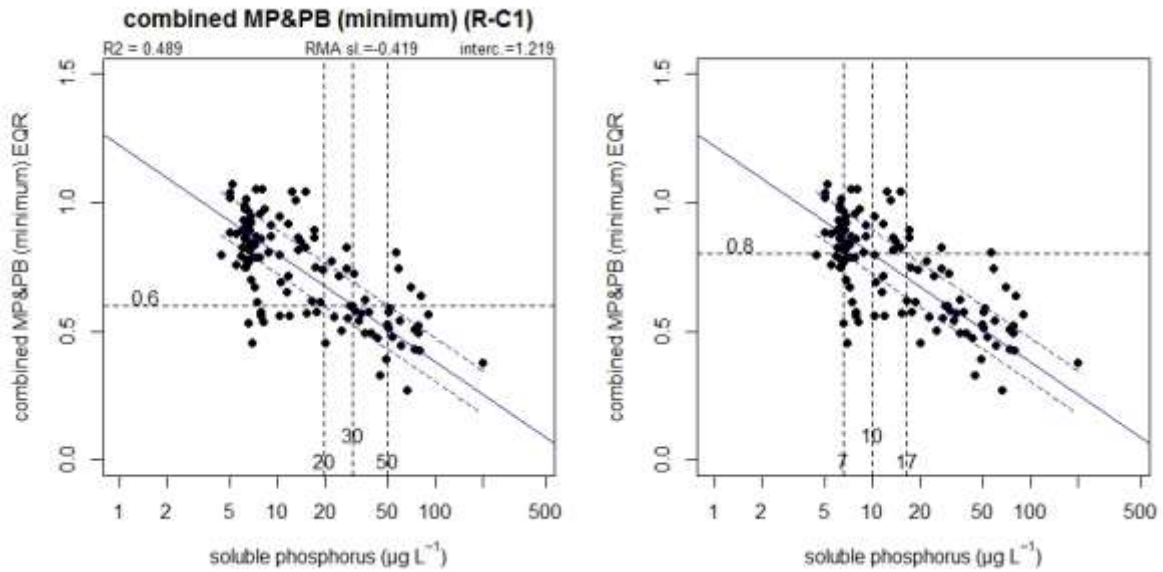 combined MP&PB (minimum) (R-C1)
R2 = 0.489 RMA sl.=-0.419 interc.=1.219
combined MP&PB (minimum) EQR
1.5
1.0
0.5
0.0
0.6
30
20 50
1 2 5 10 20 50 100 500
soluble phosphorus (µg L⁻¹)
combined MP&PB (minimum) EQR
1.5
1.0
0.5
0.0
0.8
10
7 17
1 2 5 10 20 50 100 500
soluble phosphorus (µg L⁻¹)